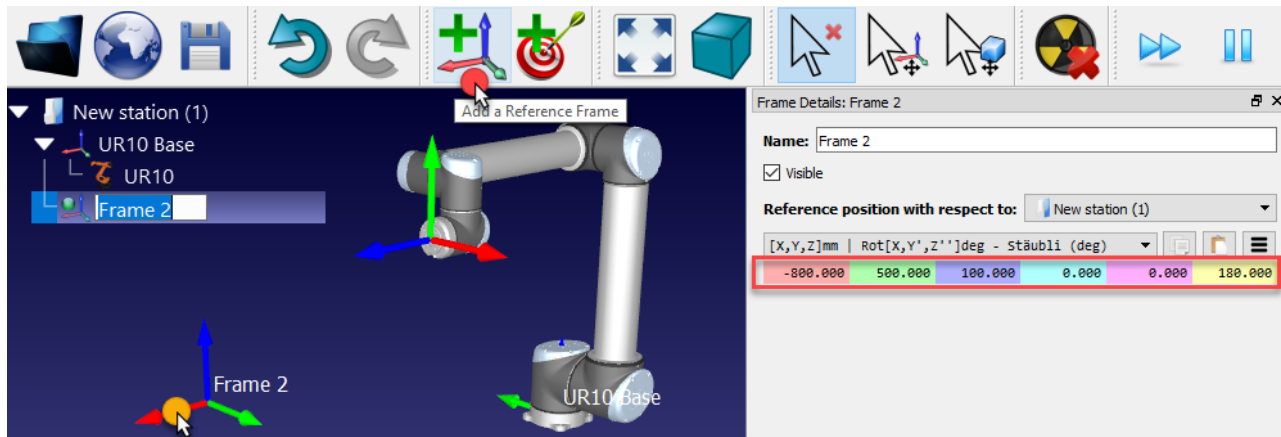 Add a Reference Frame
New station (1)
UR10 Base
UR10
Frame 2
Frame 2
UR10 Base
Frame Details: Frame 2
Name: Frame 2
Visible
Reference position with respect to: New station (1)
[X,Y,Z]mm | Rot[X,Y',Z'']deg - Stäubli (deg)
-800.000 500.000 100.000 0.000 0.000 180.000